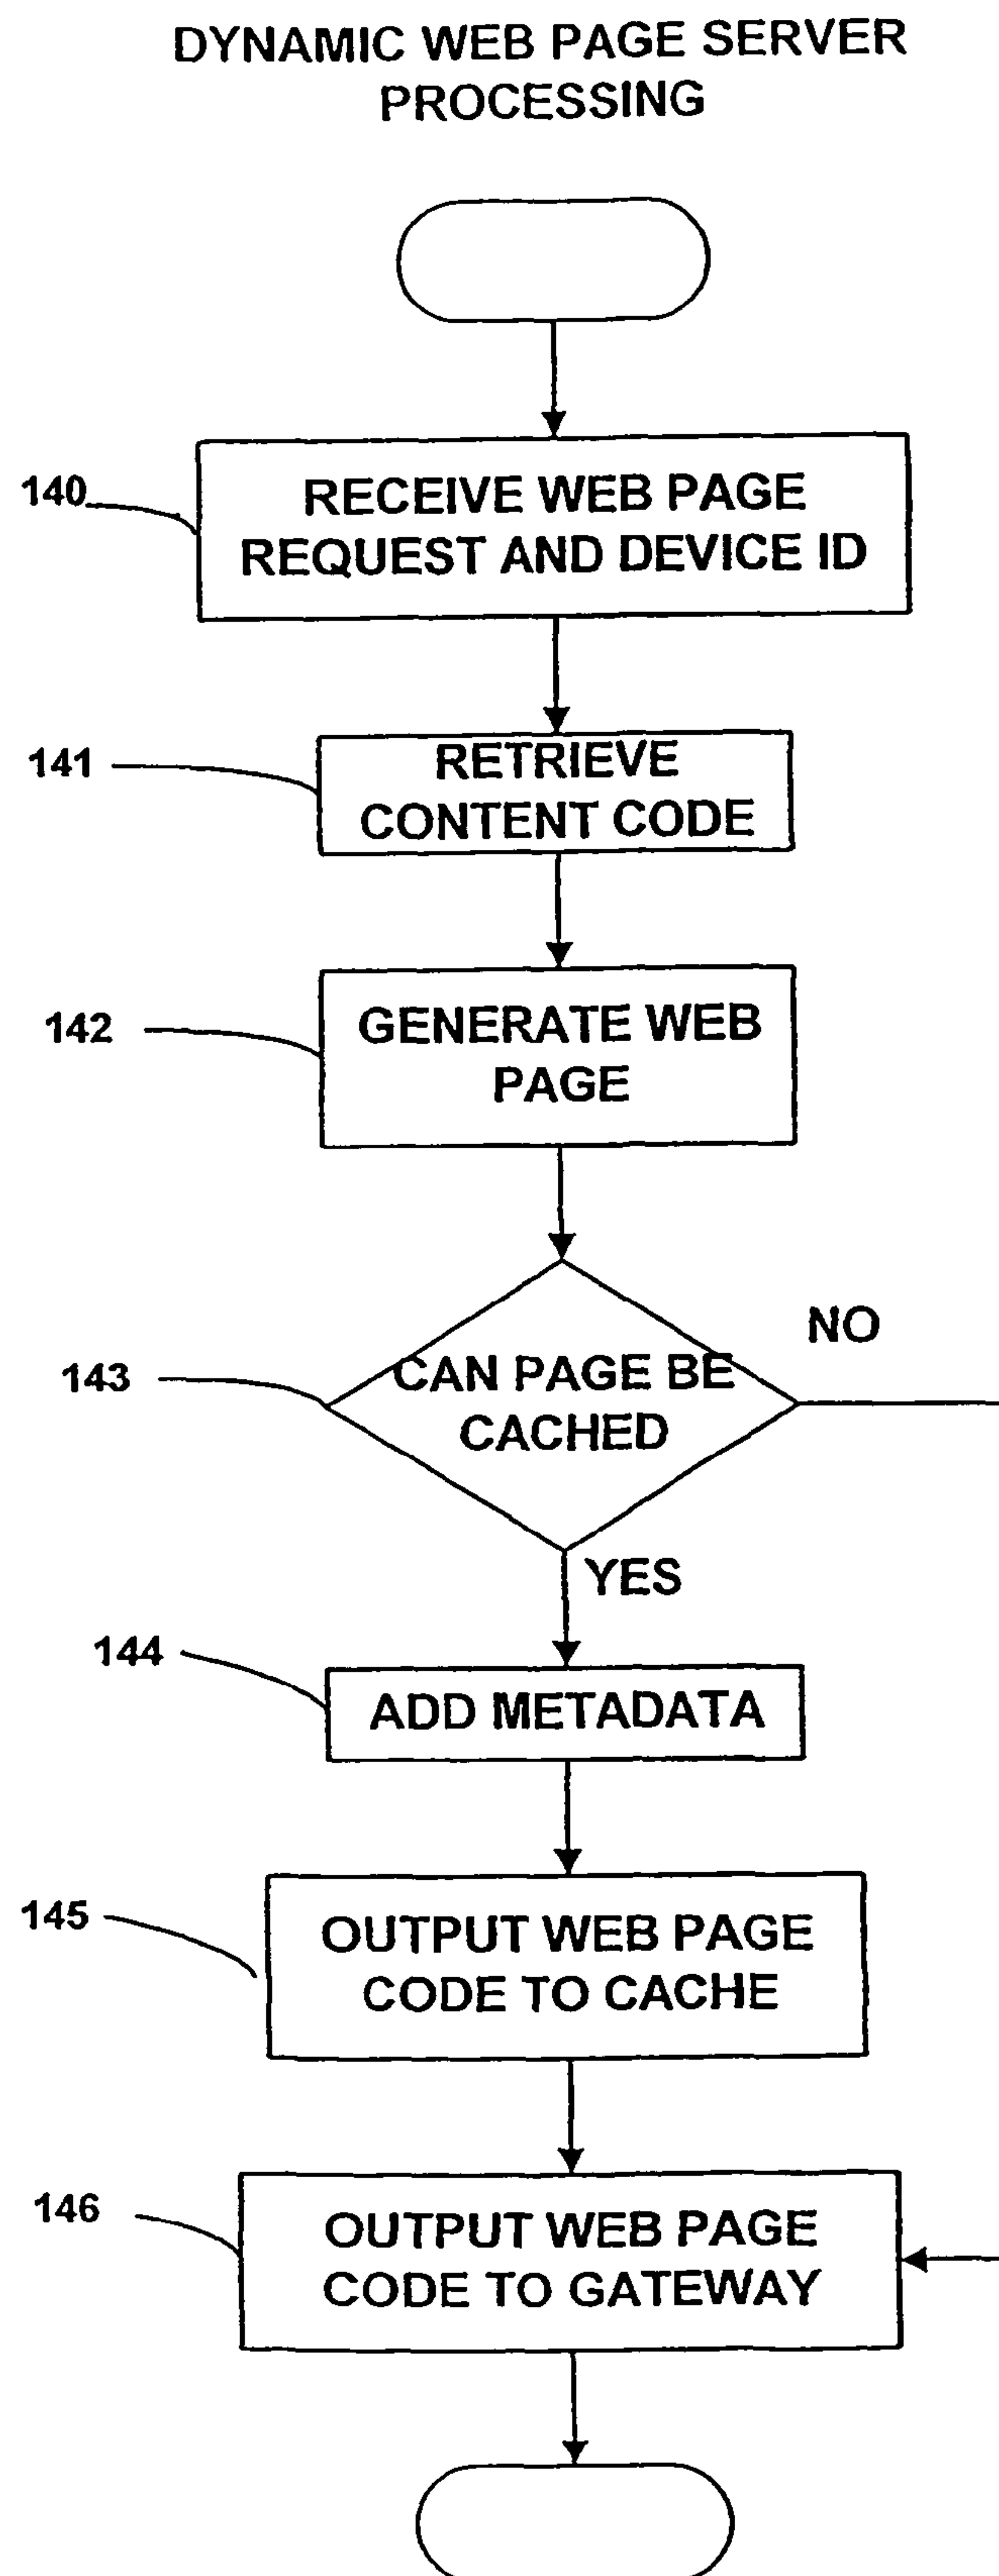 DYNAMIC WEB PAGE SERVER
PROCESSING
140
RECEIVE WEB PAGE
REQUEST AND DEVICE ID
141
RETRIEVE
CONTENT CODE
142
GENERATE WEB
PAGE
NO
143
CAN PAGE BE
CACHED
YES
144
ADD METADATA
145
OUTPUT WEB PAGE
CODE TO CACHE
146
OUTPUT WEB PAGE
CODE TO GATEWAY